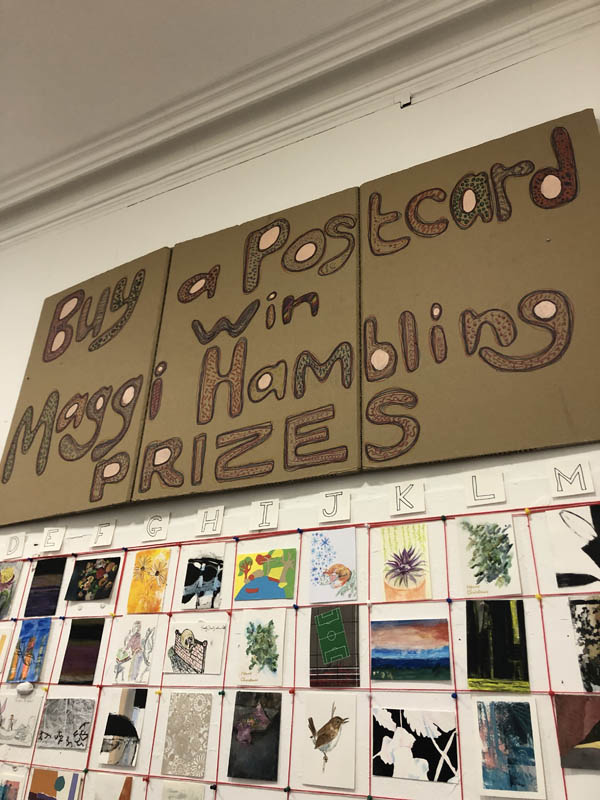 Buy a Postcard
win
Maggi Hambling
PRIZES
D E F G H I J K L M